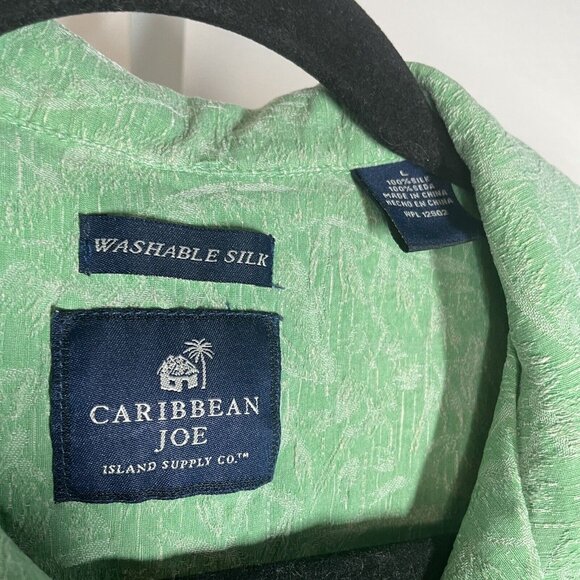 WASHABLE SILK
CARIBBEAN
JOE
ISLAND SUPPLY CO.™
L
100% SILK
100% SEDA
MADE IN CHINA
HECHO EN CHINA
RPL 12502